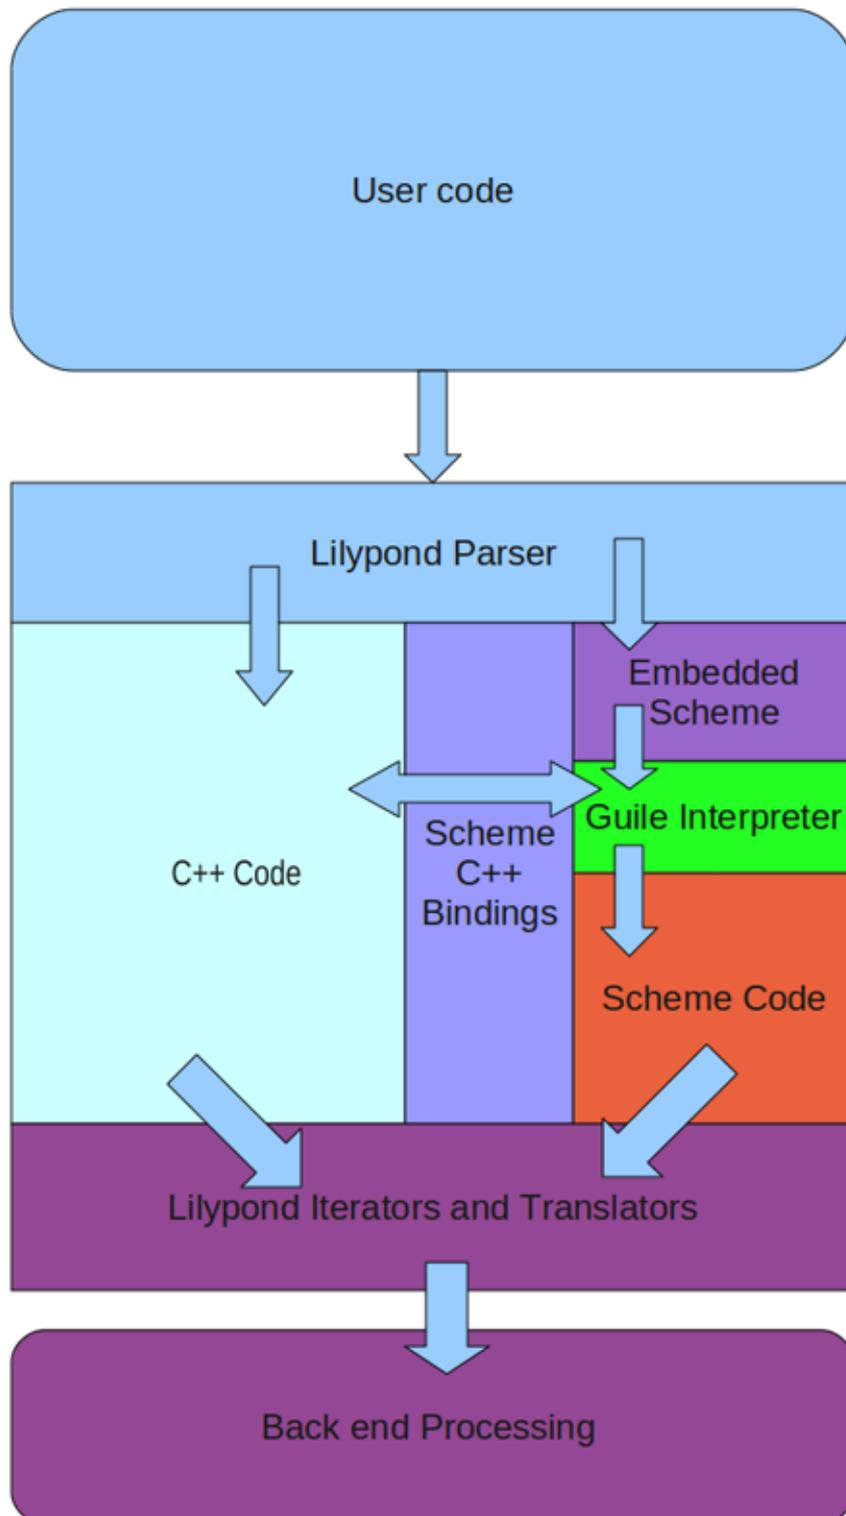 User code
Lilypond Parser
Embedded
Scheme
Guile Interpreter
Scheme
C++
Bindings
C++ Code
Scheme Code
Lilypond Iterators and Translators
Back end Processing